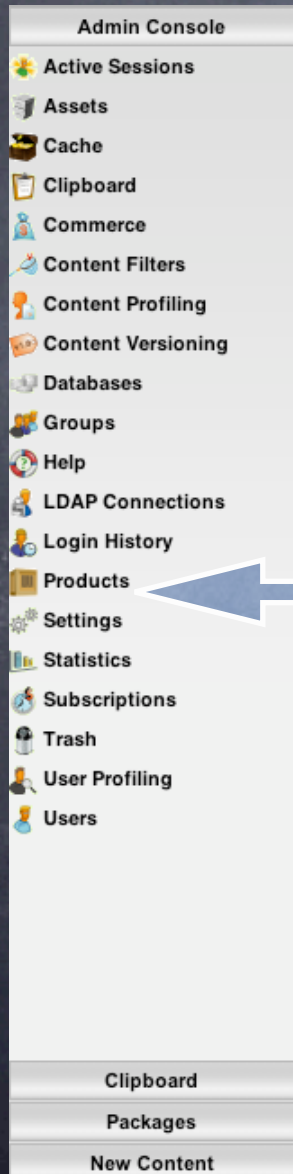 Admin Console
Active Sessions
Assets
Cache
Clipboard
Commerce
Content Filters
Content Profiling
Content Versioning
Databases
Groups
Help
LDAP Connections
Login History
Products
Settings
Statistics
Subscriptions
Trash
User Profiling
Users
Clipboard
Packages
New Content